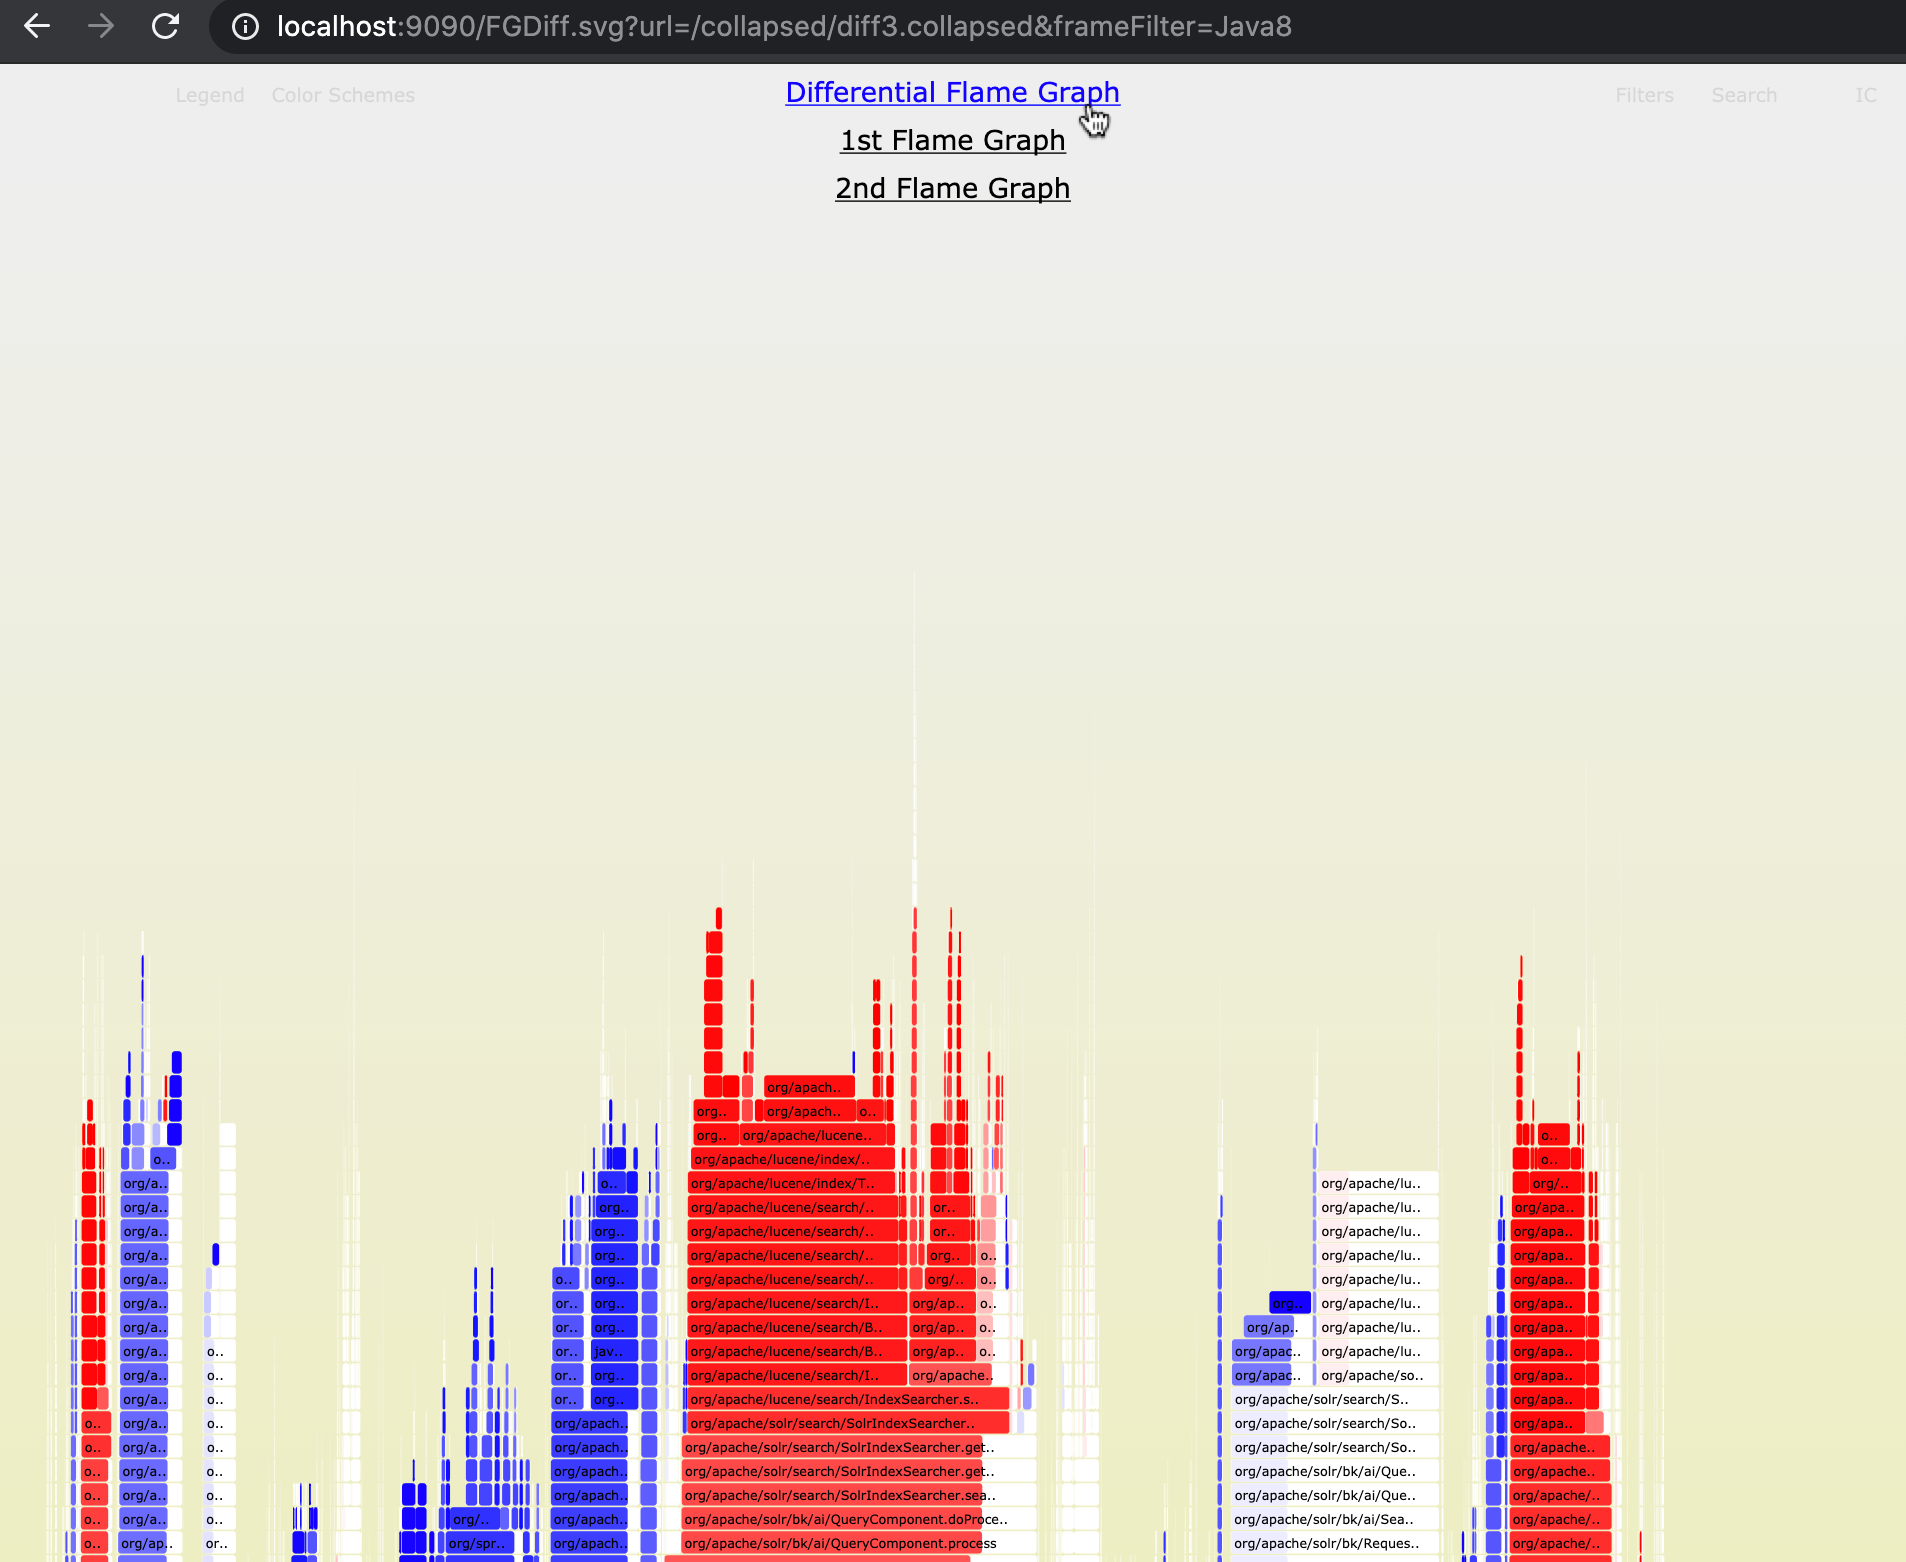 localhost:9090/FGDiff.svg?url=/collapsed/diff3.collapsed&frameFilter=Java8
Legend Color Schemes Differential Flame Graph Filters Search IC
1st Flame Graph
2nd Flame Graph
org/apach..
org.. org/apach.. o..
org.. org/apache/lucene.. o..
o.. org/apache/lucene/index/.. o..
org/a.. o.. org/apache/lucene/index/T.. org/apache/lu.. org/..
org/a.. org.. org/apache/lucene/search/.. or.. org/apache/lu.. org/apa..
org/a.. org.. org/apache/lucene/search/.. or.. org/apache/lu.. org/apa..
org/a.. org.. org/apache/lucene/search/.. org.. o.. org/apache/lu.. org/apa..
org/a.. o.. org.. org/apache/lucene/search/.. org/.. o.. org/apache/lu.. org/apa..
org/a.. or.. org.. org/apache/lucene/search/I.. org/ap.. o.. org.. org/apache/lu.. org/apa..
org/a.. or.. org.. org/apache/lucene/search/B.. org/ap.. o.. org/ap.. org/apache/lu.. org/apa..
org/a.. o.. or.. jav.. org/apache/lucene/search/B.. org/ap.. o.. org/apac.. org/apache/lu.. org/apa..
org/a.. o.. or.. org.. org/apache/lucene/search/I.. org/apache.. org/apac.. org/apache/so.. org/apa..
org/a.. o.. or.. org.. org/apache/lucene/search/IndexSearcher.s.. org/apache/solr/search/S.. org/apa..
o.. org/a.. o.. org/apach.. org/apache/solr/search/SolrIndexSearcher.. org/apache/solr/search/So.. org/apa..
o.. org/a.. o.. org/apach.. org/apache/solr/search/SolrIndexSearcher.get.. org/apache/solr/search/So.. org/apache..
o.. org/a.. o.. org/apach.. org/apache/solr/search/SolrIndexSearcher.get.. org/apache/solr/bk/ai/Que.. org/apache..
o.. org/a.. o.. org/apach.. org/apache/solr/search/SolrIndexSearcher.sea.. org/apache/solr/bk/ai/Que.. org/apache/..
o.. org/a.. o.. org/.. org/apach.. org/apache/solr/bk/ai/QueryComponent.doProce.. org/apache/solr/bk/ai/Sea.. org/apache/..
o.. org/ap.. or.. org/spr.. org/apach.. org/apache/solr/bk/ai/QueryComponent.process org/apache/solr/bk/ai/Reques.. org/apache/..